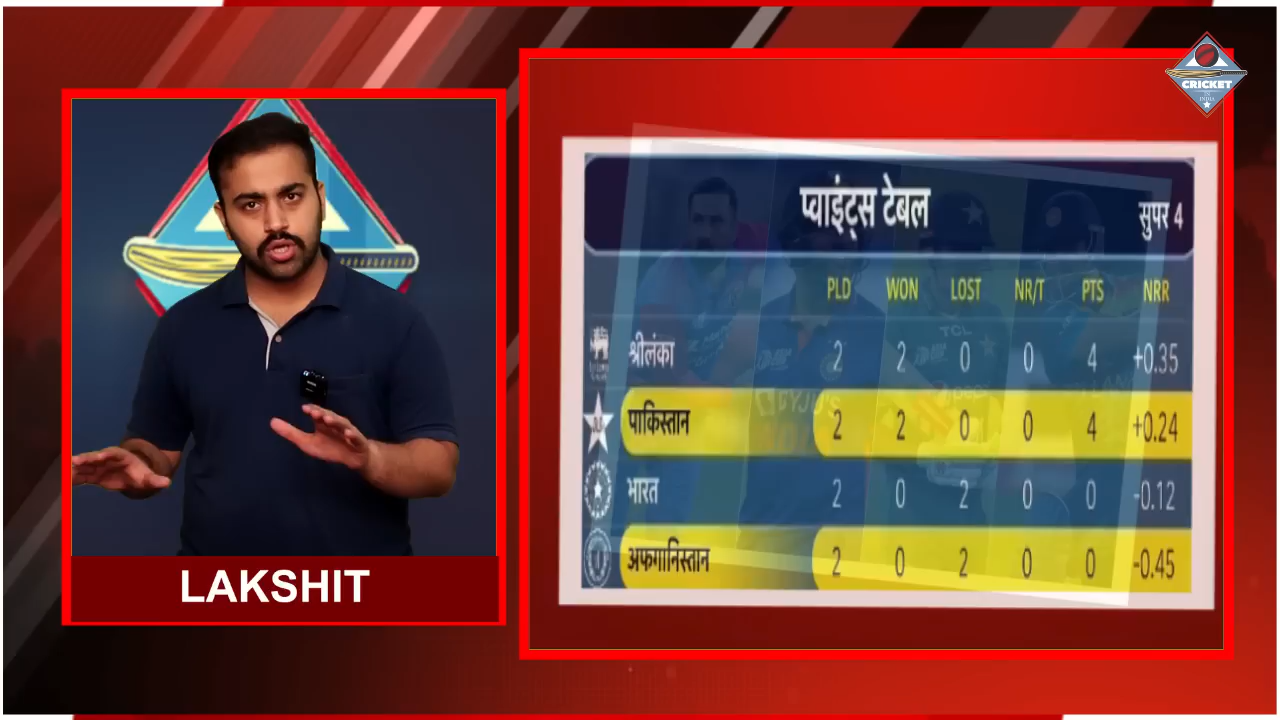 CRICKET
INDIA
प्वाइंट्स टेबल
सुपर 4
PLD WON LOST NR/T PTS NRR
श्रीलंका 2 2 0 0 4 +0.35
पाकिस्तान 2 2 0 0 4 +0.24
भारत 2 0 2 0 0 -0.12
अफगानिस्तान 2 0 2 0 0 -0.45
LAKSHIT